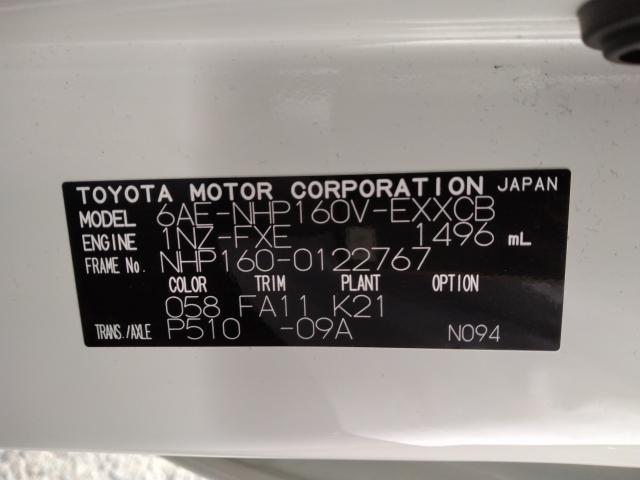 TOYOTA MOTOR CORPORATION JAPAN
MODEL 6AE-NHP160V-EXXCB
ENGINE 1NZ-FXE 1496 mL
FRAME No. NHP160-0122767
COLOR TRIM PLANT OPTION
058 FA11 K21
TRANS./AXLE P510 -09A N094